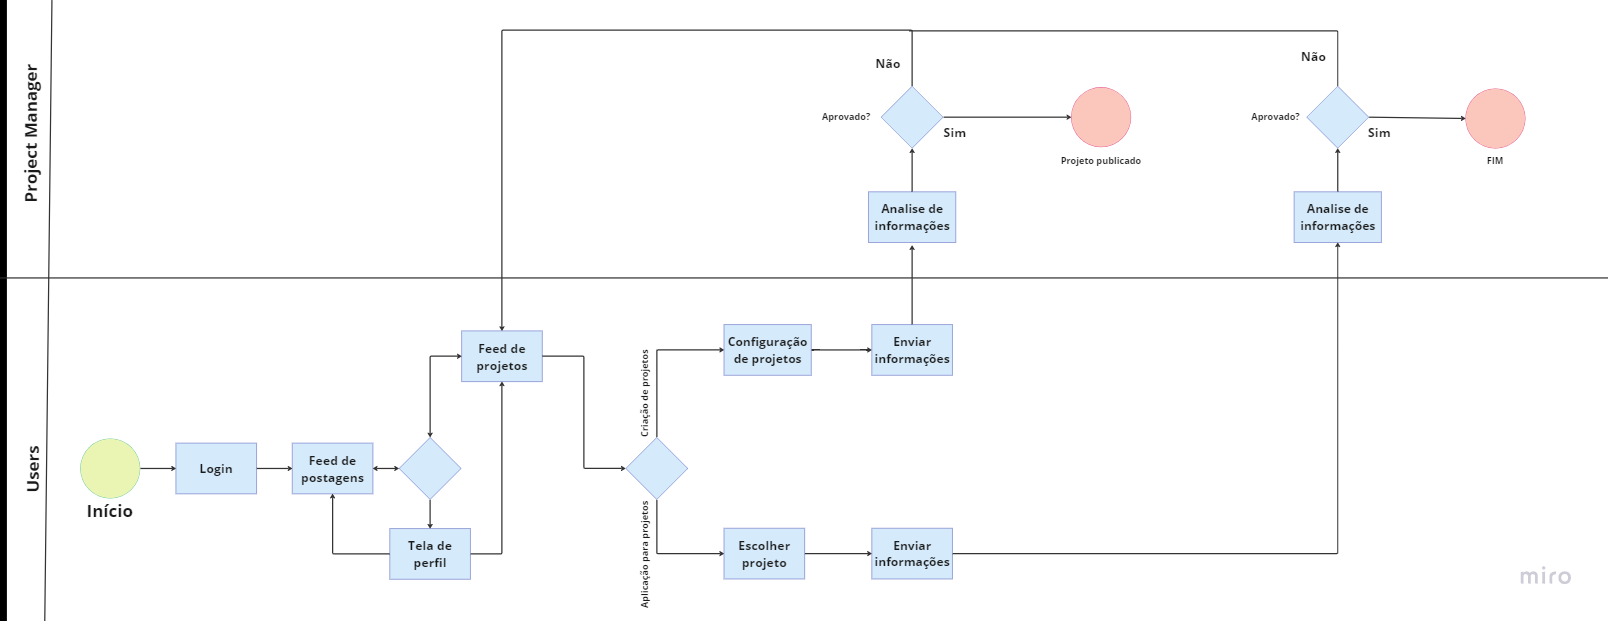 Project Manager
Não
Aprovado?
Sim
Projeto publicado
Analise de
informações
Não
Aprovado?
Sim
FIM
Analise de
informações
Users
Início
Login
Feed de
postagens
Tela de
perfil
Feed de
projetos
Criação de projetos
Aplicação para projetos
Configuração
de projetos
Enviar
informações
Escolher
projeto
Enviar
informações
miro